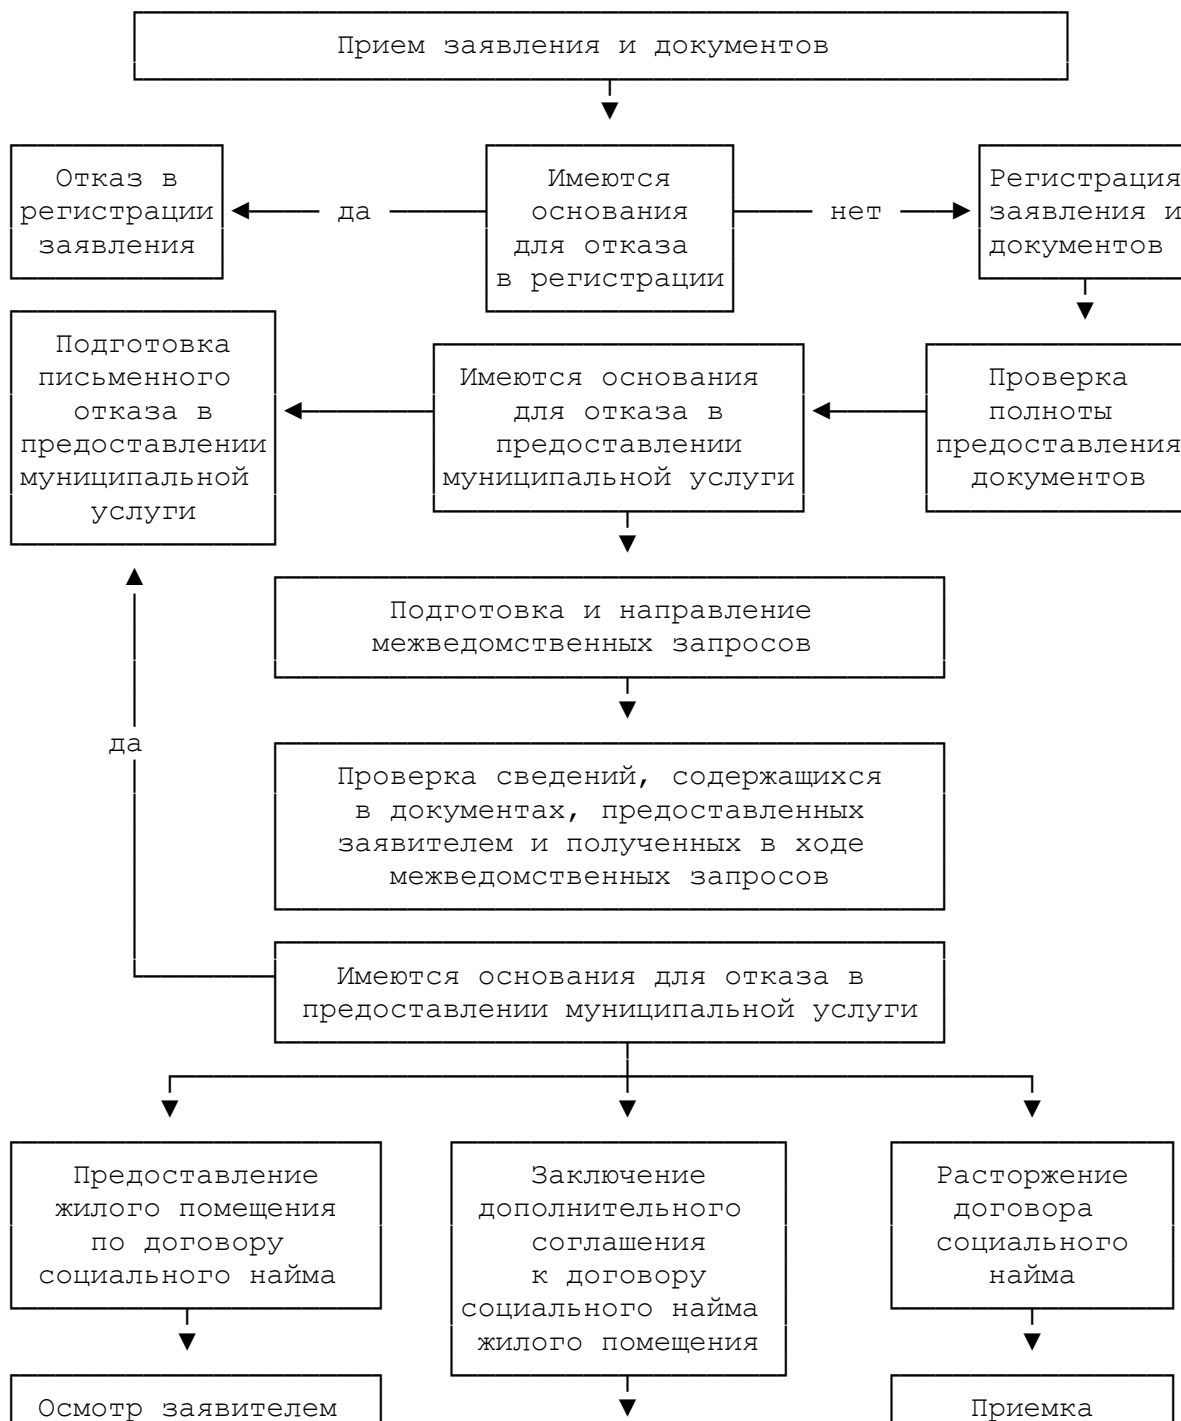 Прием заявления и документов
Отказ в
регистрации
заявления
да
Имеются
основания
для отказа
в регистрации
нет
Регистрация
заявления и
документов
Подготовка
письменного
отказа в
предоставлении
муниципальной
услуги
Имеются основания
для отказа в
предоставлении
муниципальной услуги
Проверка
полноты
предоставления
документов
Подготовка и направление
межведомственных запросов
да
Проверка сведений, содержащихся
в документах, предоставленных
заявителем и полученных в ходе
межведомственных запросов
Имеются основания для отказа в
предоставлении муниципальной услуги
Предоставление
жилого помещения
по договору
социального найма
Заключение
дополнительного
соглашения
к договору
социального найма
жилого помещения
Расторжение
договора
социального
найма
Осмотр заявителем
Приемка